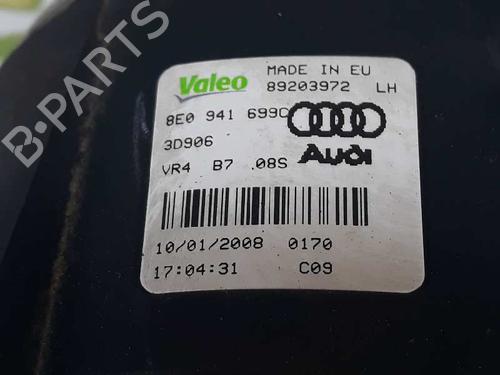 Valeo MADE IN EU
89203972 LH
8E0 941 699C
3D906 Audi
VR4 B7 .08S
10/01/2008 0170
17:04:31 C09
B-PARTS